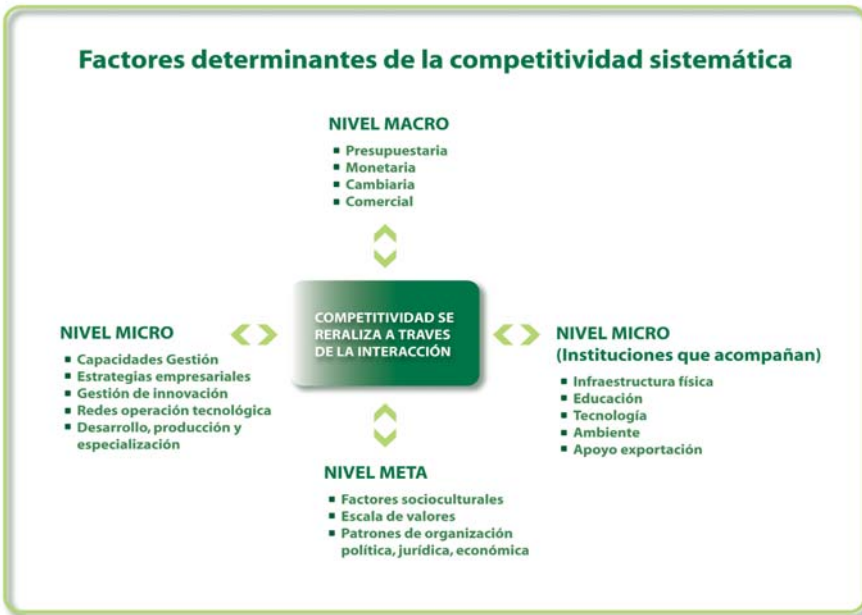 Factores determinantes de la competitividad sistemática
NIVEL MACRO
▪ Presupuestaria
▪ Monetaria
▪ Cambiaria
▪ Comercial
COMPETITIVIDAD SE
RERALIZA A TRAVES
DE LA INTERACCIÓN
NIVEL MICRO
▪ Capacidades Gestión
▪ Estrategias empresariales
▪ Gestión de innovación
▪ Redes operación tecnológica
▪ Desarrollo, producción y
especialización
NIVEL MICRO
(Instituciones que acompañan)
▪ Infraestructura física
▪ Educación
▪ Tecnología
▪ Ambiente
▪ Apoyo exportación
NIVEL META
▪ Factores socioculturales
▪ Escala de valores
▪ Patrones de organización
política, jurídica, económica